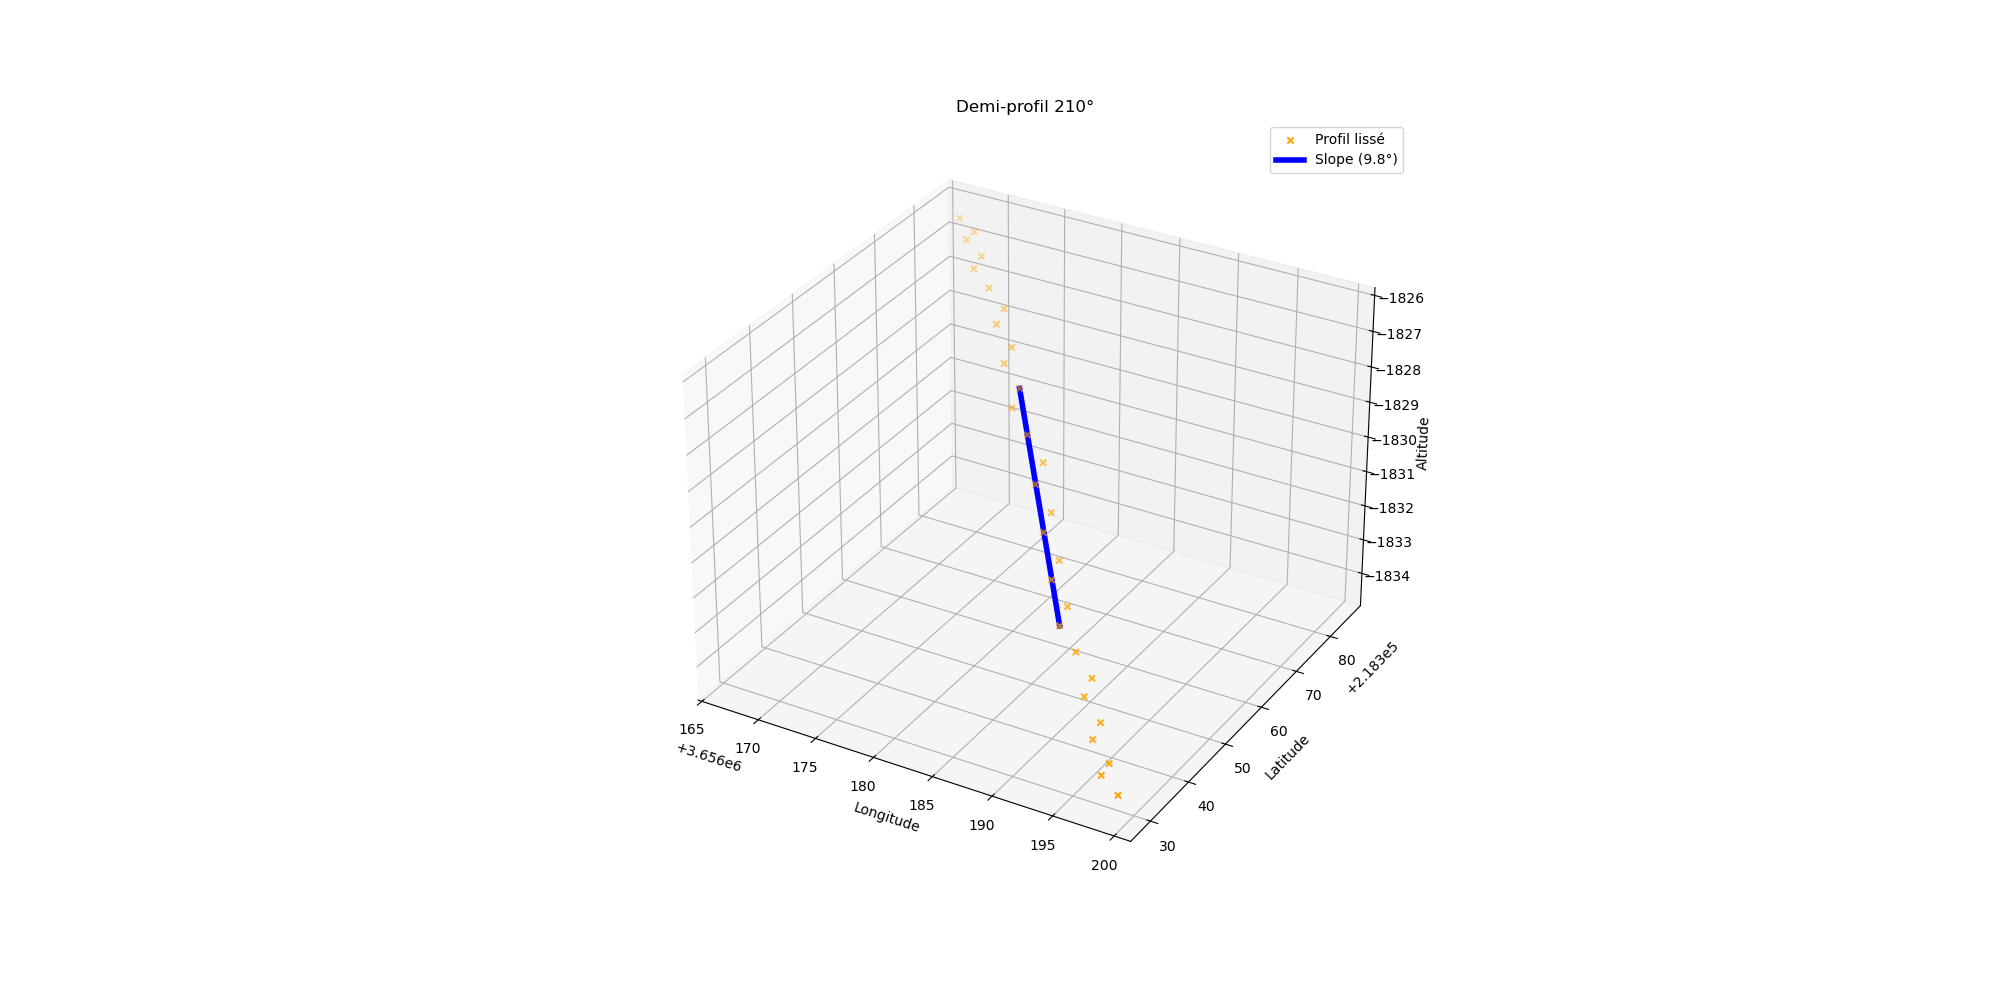 Demi-profil 210°
Profil lissé
Slope (9.8°)
−1826
−1827
−1828
−1829
−1830
−1831
−1832
−1833
−1834
Altitude
80
70
60
50
40
30
+2.183e5
Latitude
165
170
175
180
185
190
195
200
+3.656e6
Longitude